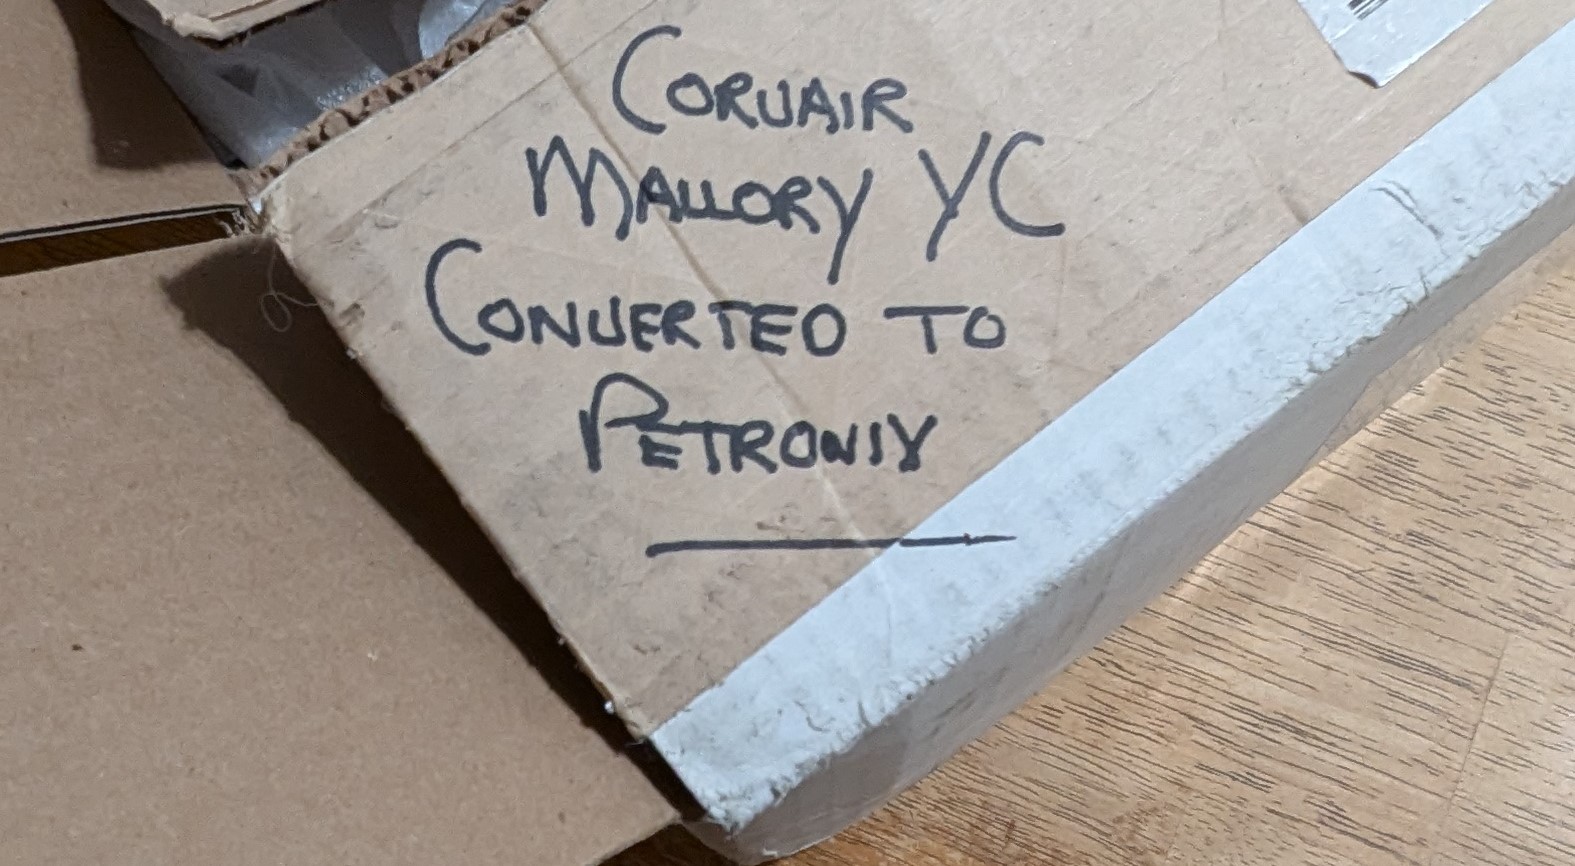 CORVAIR
MALLORY YC
CONVERTED TO
PETRONIX